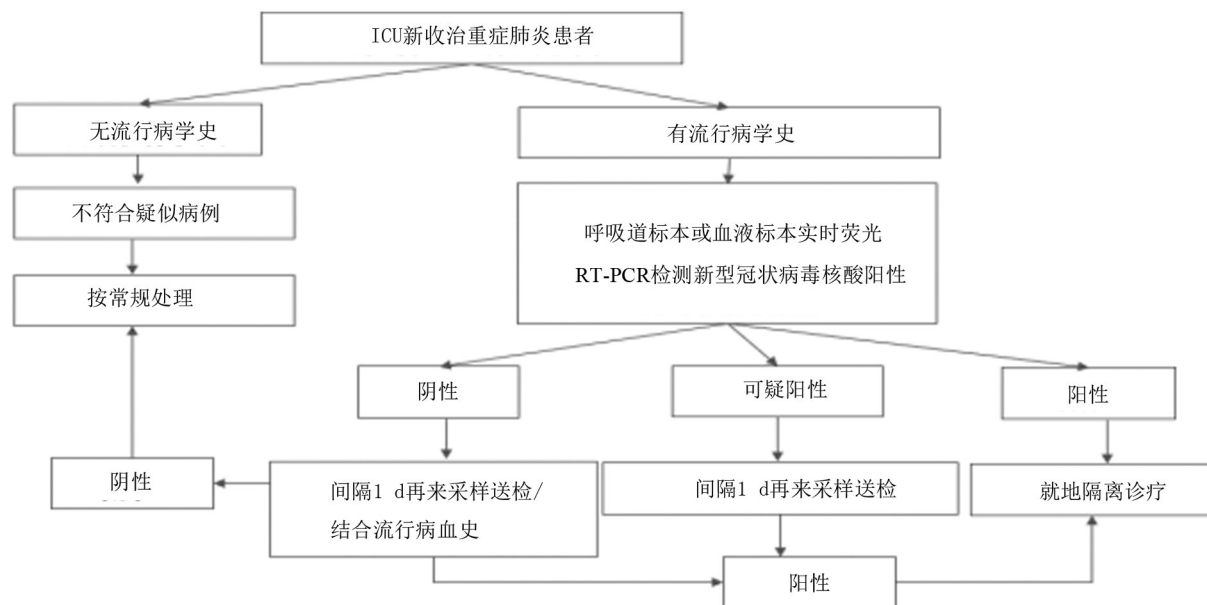 ICU新收治重症肺炎患者
无流行病学史
有流行病学史
不符合疑似病例
呼吸道标本或血液标本实时荧光
RT-PCR检测新型冠状病毒核酸阳性
按常规处理
阴性
可疑阳性
阳性
阴性
间隔1 d再来采样送检/
结合流行病血史
间隔1 d再来采样送检
就地隔离诊疗
阳性